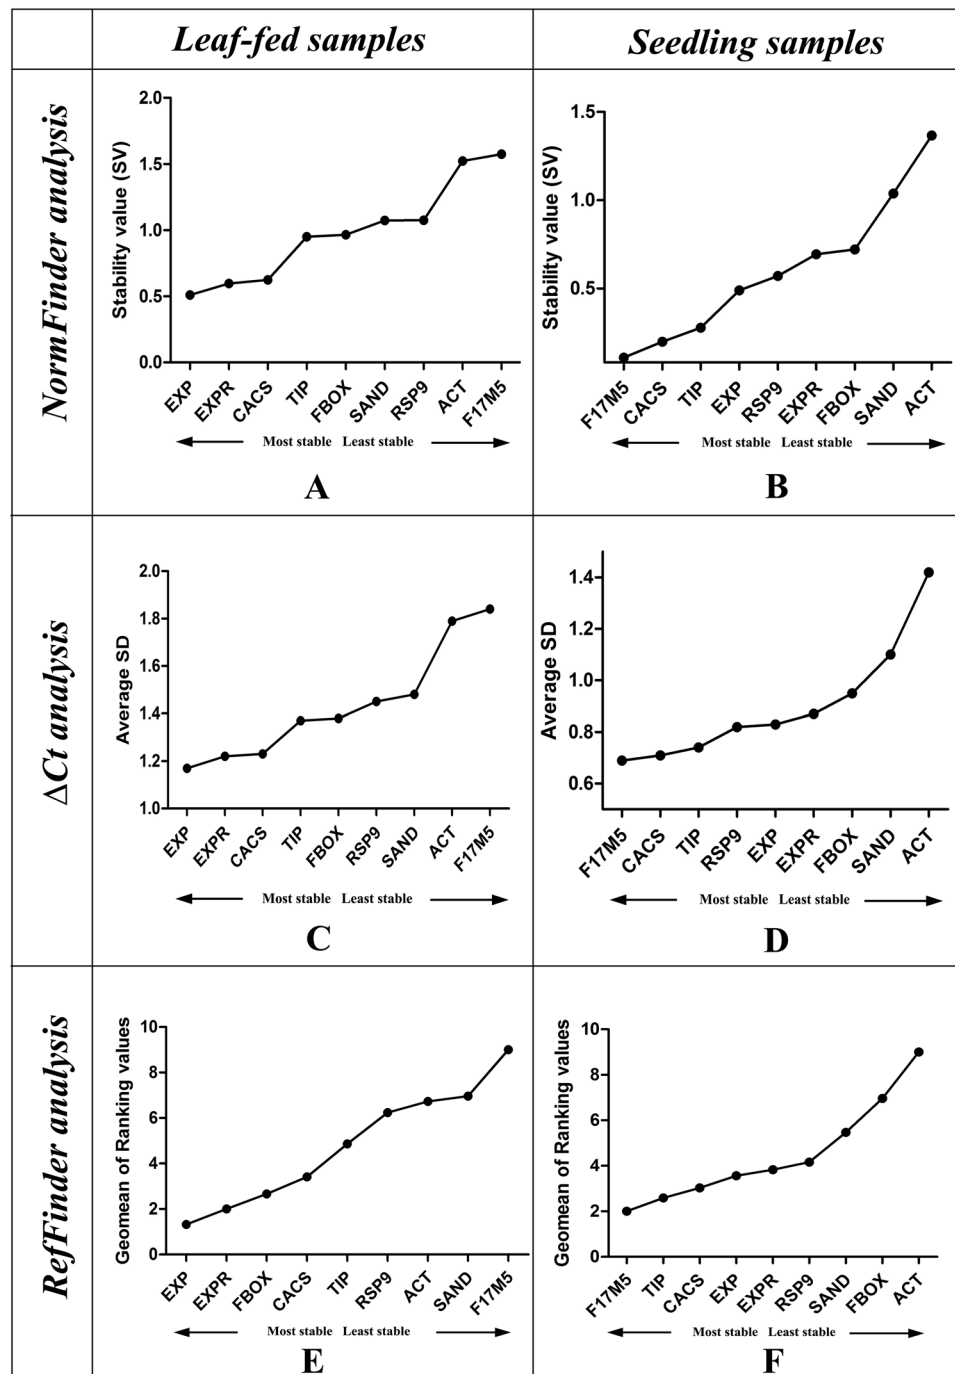 Leaf-fed samples
Seedling samples
NormFinder analysis
Stability value (SV)
2.0
1.5
1.0
0.5
0.0
EXP
EXPR
CACS
TIP
FBOX
SAND
RSP9
ACT
F17M5
Most stable Least stable
A
Stability value (SV)
1.5
1.0
0.5
F17M5
CACS
TIP
EXP
RSP9
EXPR
FBOX
SAND
ACT
Most stable Least stable
B
ΔCt analysis
Average SD
2.0
1.8
1.6
1.4
1.2
1.0
EXP
EXPR
CACS
TIP
FBOX
RSP9
SAND
ACT
F17M5
Most stable Least stable
C
Average SD
1.4
1.2
1.0
0.8
0.6
F17M5
CACS
TIP
RSP9
EXP
EXPR
FBOX
SAND
ACT
Most stable Least stable
D
RefFinder analysis
Geomean of Ranking values
10
8
6
4
2
0
EXP
EXPR
FBOX
CACS
TIP
RSP9
ACT
SAND
F17M5
Most stable Least stable
E
Geomean of Ranking values
10
8
6
4
2
0
F17M5
TIP
CACS
EXP
EXPR
RSP9
SAND
FBOX
ACT
Most stable Least stable
F